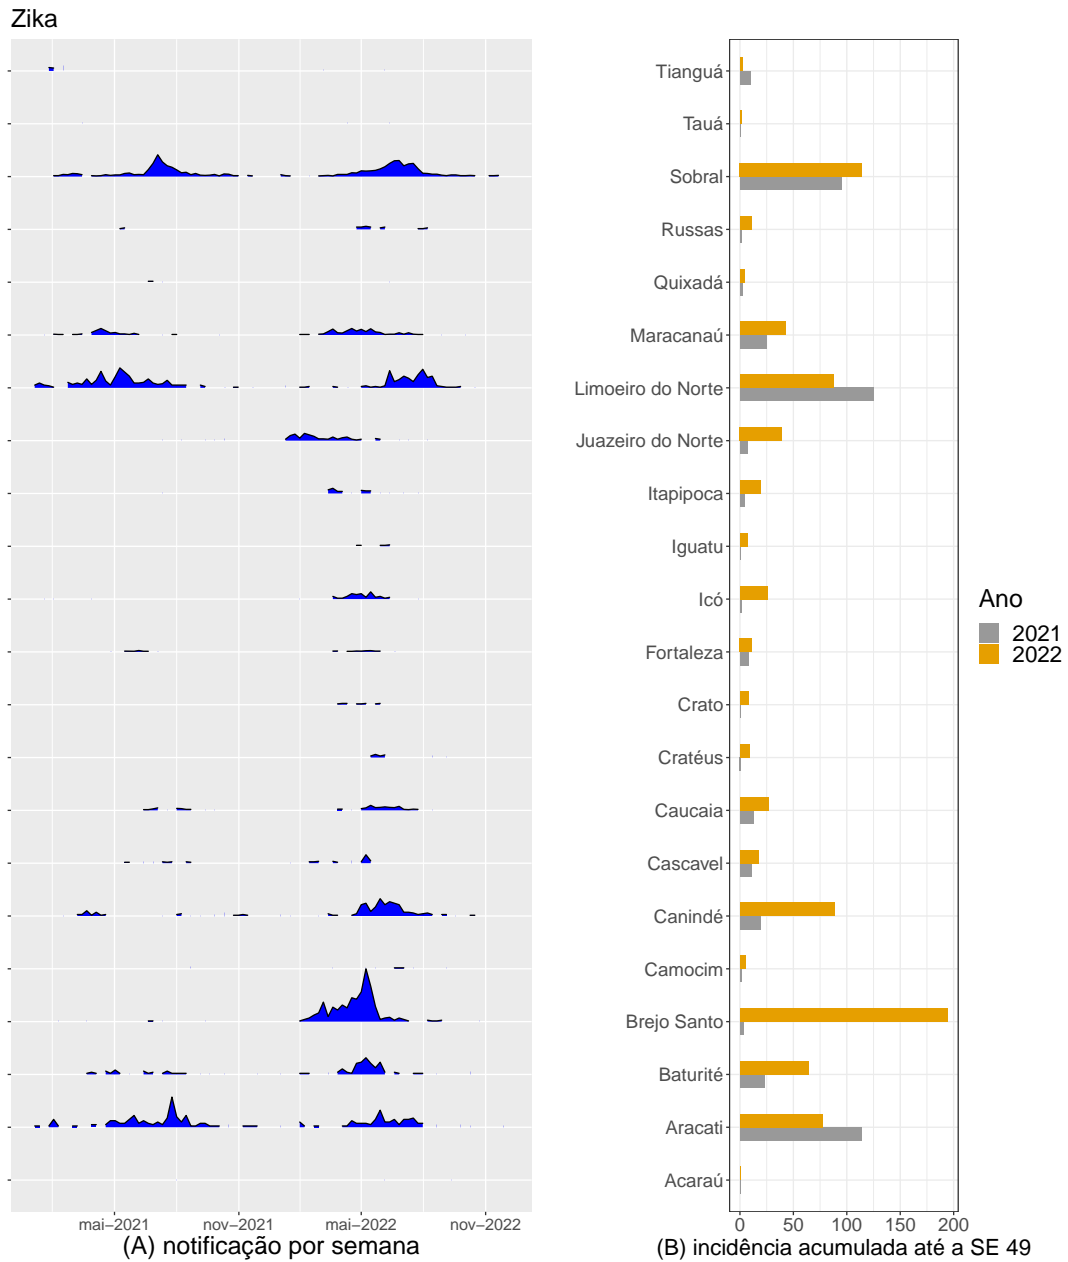 Zika
Tianguá
Tauá
Sobral
Russas
Quixadá
Maracanaú
Limoeiro do Norte
Juazeiro do Norte
Itapipoca
Iguatu
Icó
Fortaleza
Crato
Cratéus
Caucaia
Cascavel
Canindé
Camocim
Brejo Santo
Baturité
Aracati
Acaraú
mai–2021 nov–2021 mai–2022 nov–2022
(A) notificação por semana
0 50 100 150 200
(B) incidência acumulada até a SE 49
Ano
2021
2022